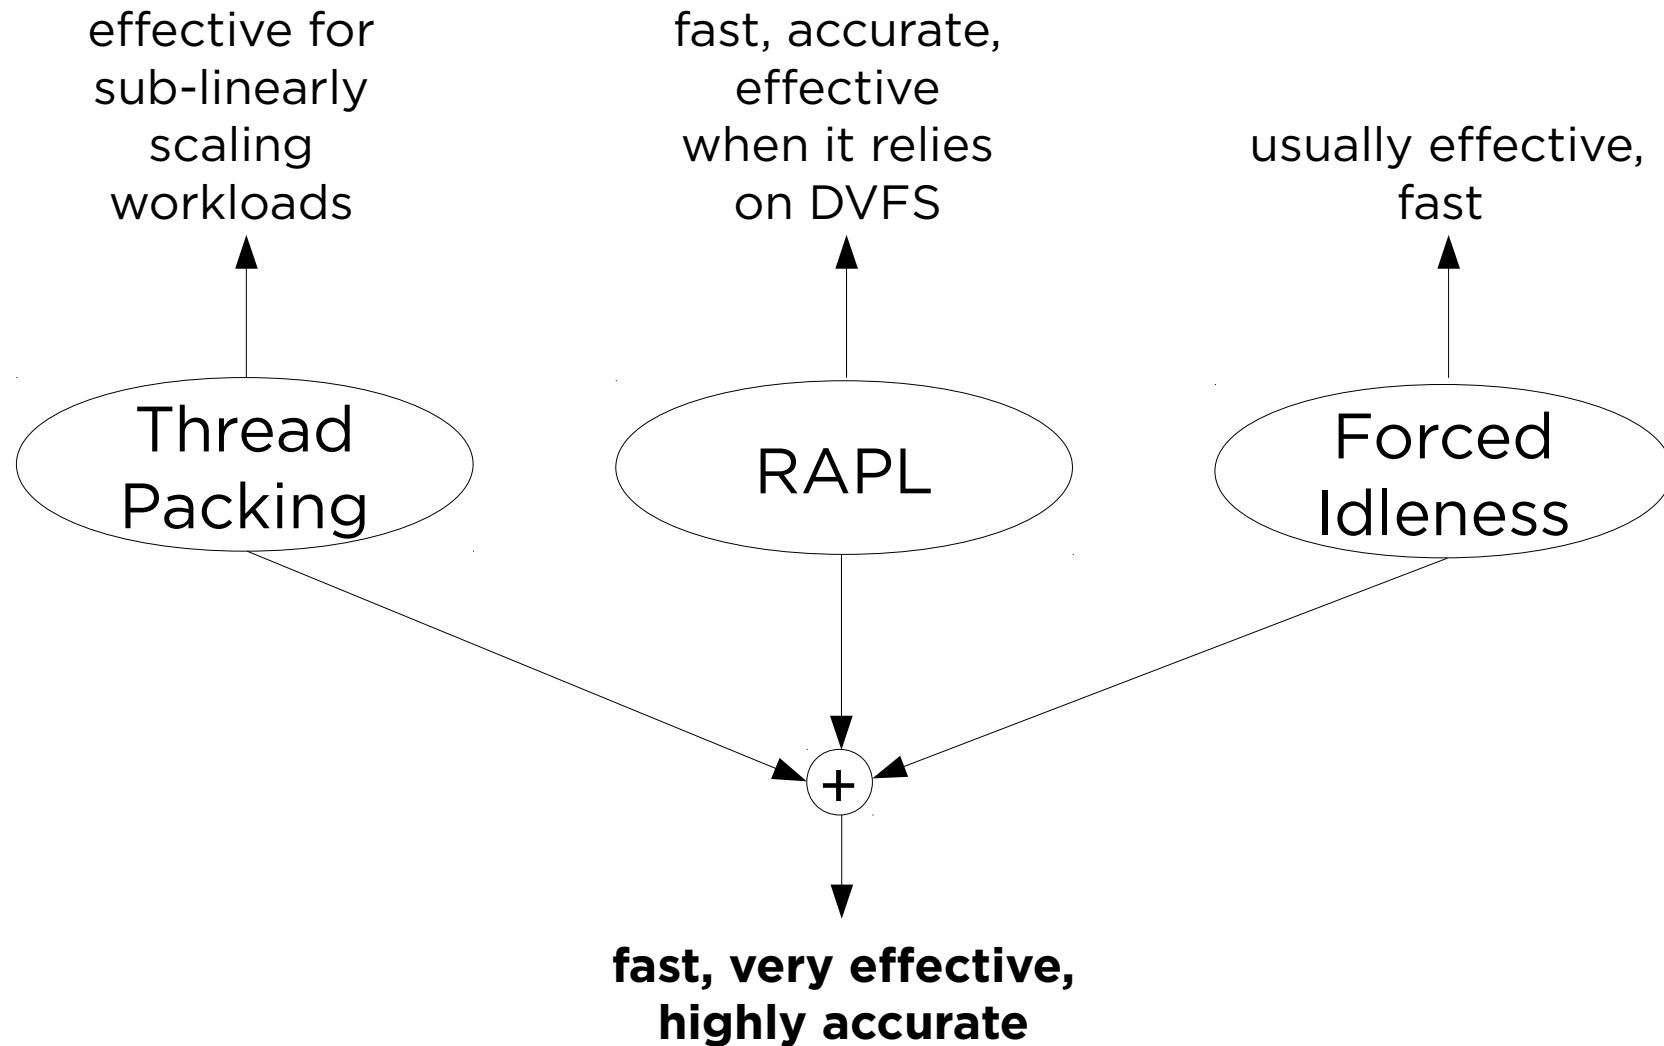 effective for
sub-linearly
scaling
workloads
fast, accurate,
effective
when it relies
on DVFS
usually effective,
fast
Thread
Packing
RAPL
Forced
Idleness
+
fast, very effective,
highly accurate